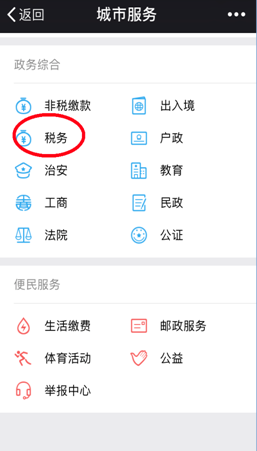 返回 城市服务
政务综合
非税缴款 出入境
税务 户政
治安 教育
工商 民政
法院 公证
便民服务
生活缴费 邮政服务
体育活动 公益
举报中心